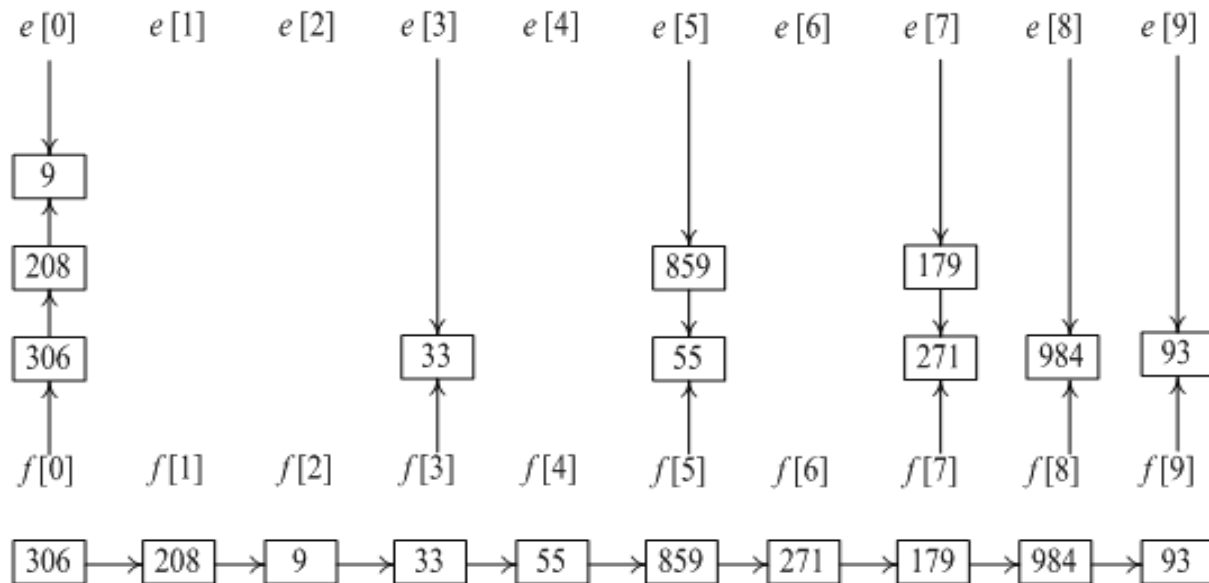 e[0] e[1] e[2] e[3] e[4] e[5] e[6] e[7] e[8] e[9]
9
208 859 179
306 33 55 271 984 93
f[0] f[1] f[2] f[3] f[4] f[5] f[6] f[7] f[8] f[9]
306 208 9 33 55 859 271 179 984 93